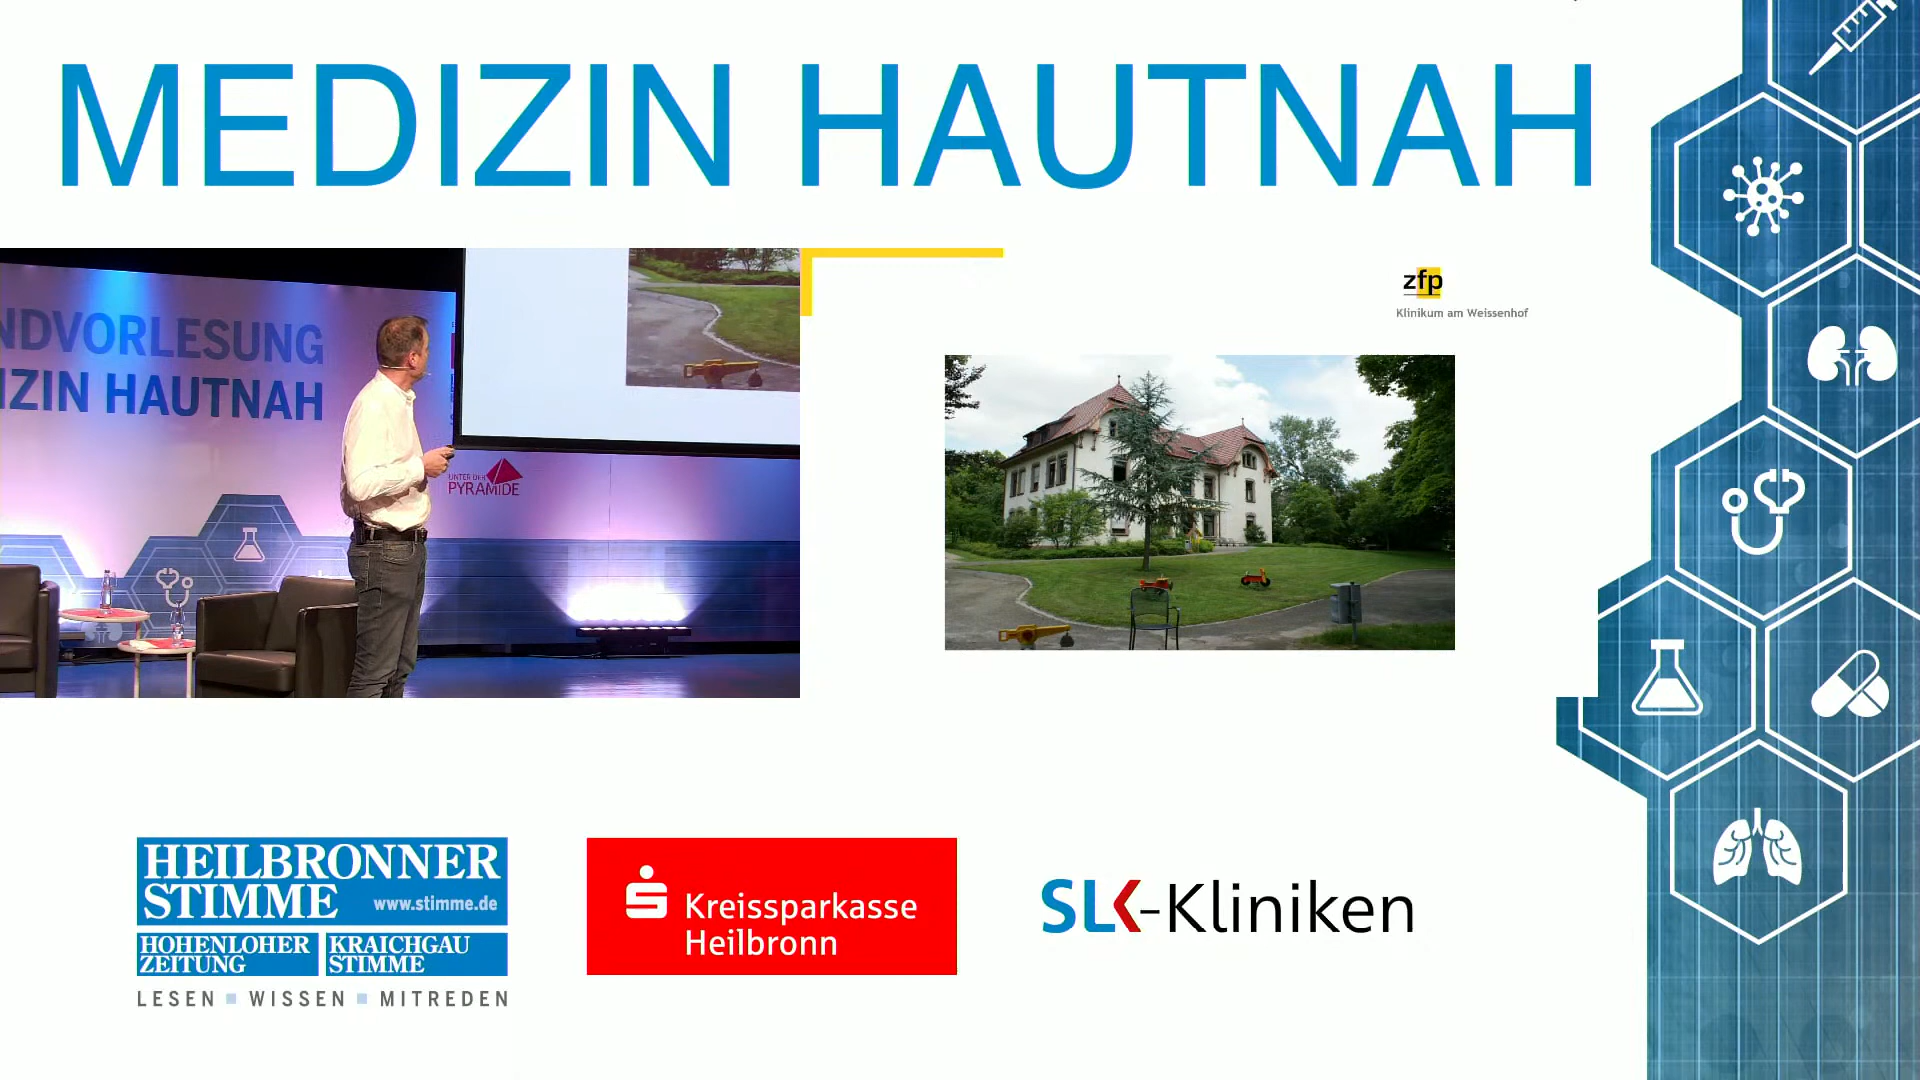 MEDIZIN HAUTNAH
NDVORLESUNG
IZIN HAUTNAH
UNTER DER
PYRAMIDE
zfp
Klinikum am Weissenhof
HEILBRONNER
STIMME www.stimme.de
HOHENLOHER
ZEITUNG
KRAICHGAU
STIMME
LESEN WISSEN MITREDEN
Kreissparkasse
Heilbronn
SLK-Kliniken